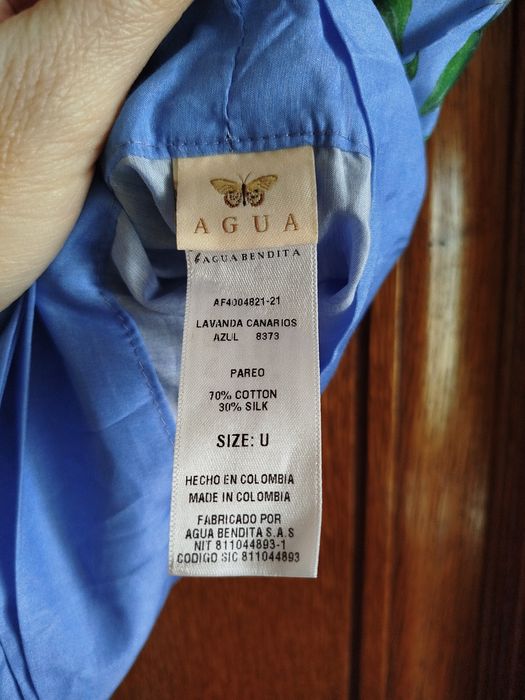 AGUA
by AGUA BENDITA
AF4004821-21
LAVANDA CANARIOS
AZUL 8373
PAREO
70% COTTON
30% SILK
SIZE: U
HECHO EN COLOMBIA
MADE IN COLOMBIA
FABRICADO POR
AGUA BENDITA S.A.S
NIT 811044893-1
CODIGO SIC 811044893